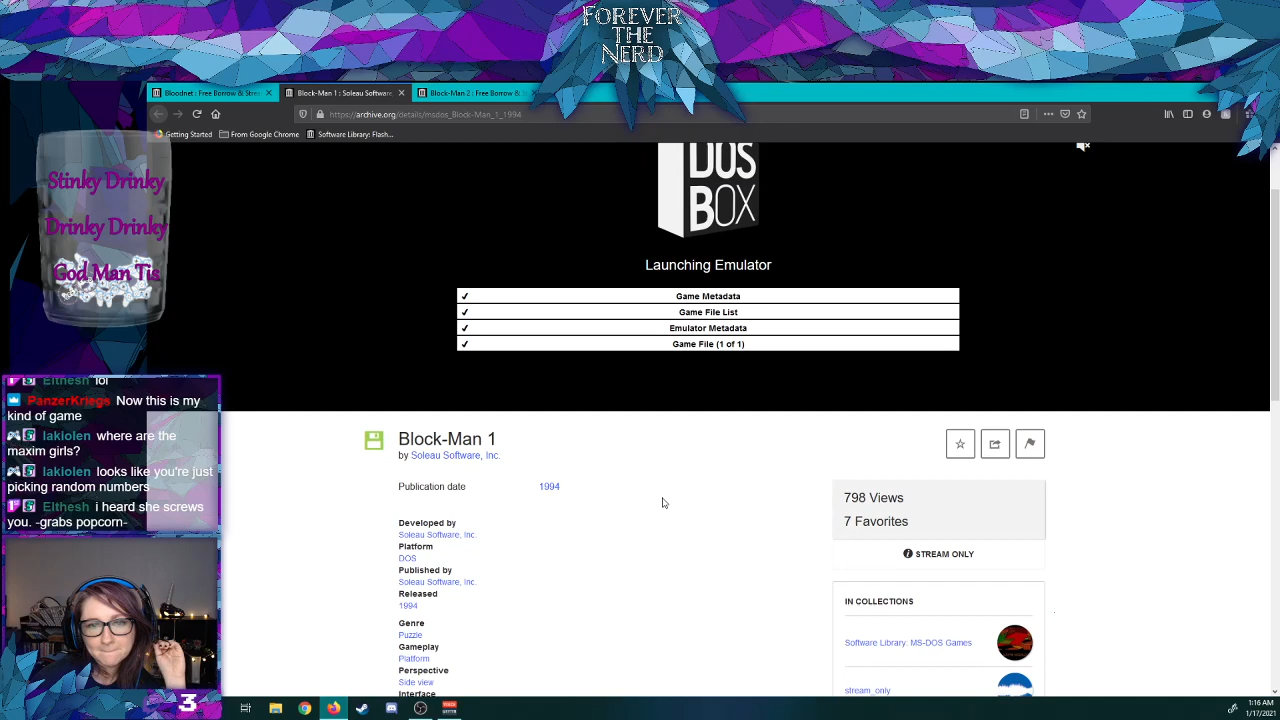 FOREVER
THE
NERD
Bloodnet : Free Borrow & Stre
Block-Man 1 : Soleau Software,
Block-Man 2 : Free Borrow &
https://archive.org/details/msdos_Block-Man_1_1994
Getting Started
From Google Chrome
Software Library: Flash...
DOS
BOX
Launching Emulator
✔ Game Metadata
✔ Game File List
✔ Emulator Metadata
✔ Game File (1 of 1)
Stinky Drinky
Drinky Drinky
God Man Tis
Elthesh lol
PanzerKriegs Now this is my
kind of game
lakiolen where are the
maxim girls?
lakiolen looks like you're just
picking random numbers
Elthesh i heard she screws
you. -grabs popcorn-
3
Block-Man 1
by Soleau Software, Inc.
Publication date 1994
Developed by
Soleau Software, Inc.
Platform
DOS
Published by
Soleau Software, Inc.
Released
1994
Genre
Puzzle
Gameplay
Platform
Perspective
Side view
Interface
798 Views
7 Favorites
STREAM ONLY
IN COLLECTIONS
Software Library: MS-DOS Games
stream_only
1:16 AM
1/17/2021